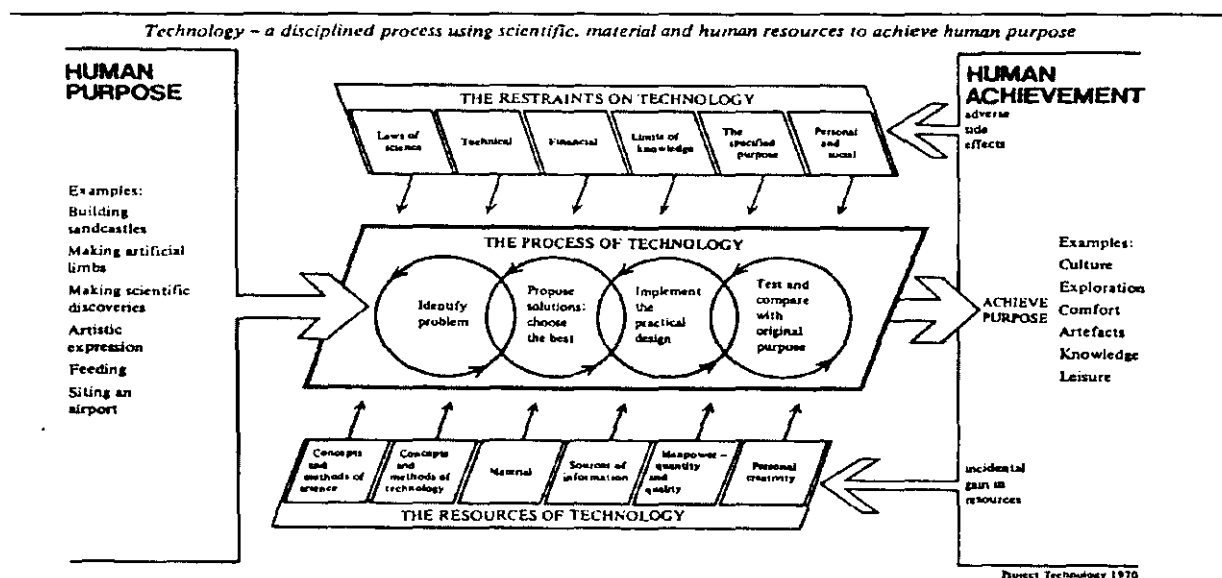 Technology – a disciplined process using scientific, material and human resources to achieve human purpose
HUMAN
PURPOSE
Examples:
Building
sandcastles
Making artificial
limbs
Making scientific
discoveries
Artistic
expression
Feeding
Siting an
airport
THE RESTRAINTS ON TECHNOLOGY
Laws of
science
Technical
Financial
Limits of
knowledge
The
specified
purpose
Personal
and
social
THE PROCESS OF TECHNOLOGY
Identify
problem
Propose
solutions:
choose
the best
Implement
the
practical
design
Test and
compare
with
original
purpose
Concepts
and
methods of
science
Concepts
and
methods of
technology
Material
Sources of
information
Manpower –
quantity
and
quality
Personal
creativity
THE RESOURCES OF TECHNOLOGY
HUMAN
ACHIEVEMENT
adverse
side
effects
ACHIEVE
PURPOSE
Examples:
Culture
Exploration
Comfort
Artefacts
Knowledge
Leisure
incidental
gain in
resources
Project Technology 1970